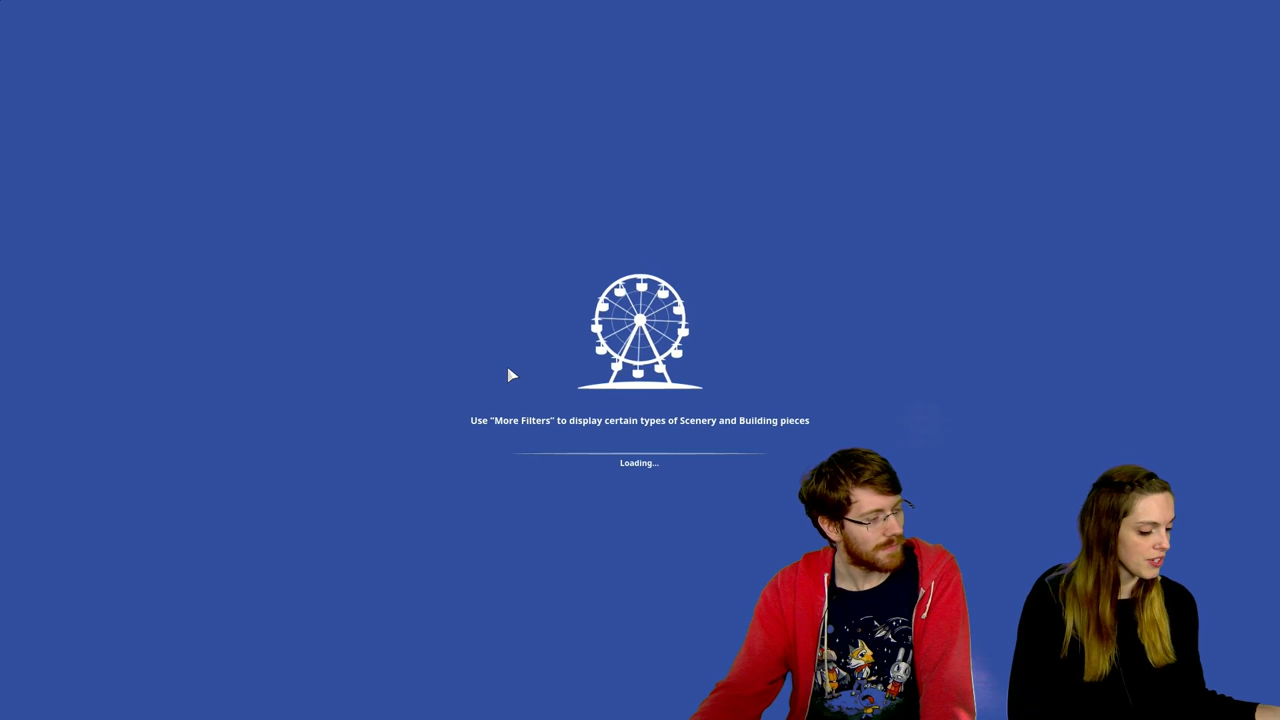 Use “More Filters” to display certain types of Scenery and Building pieces
Loading...